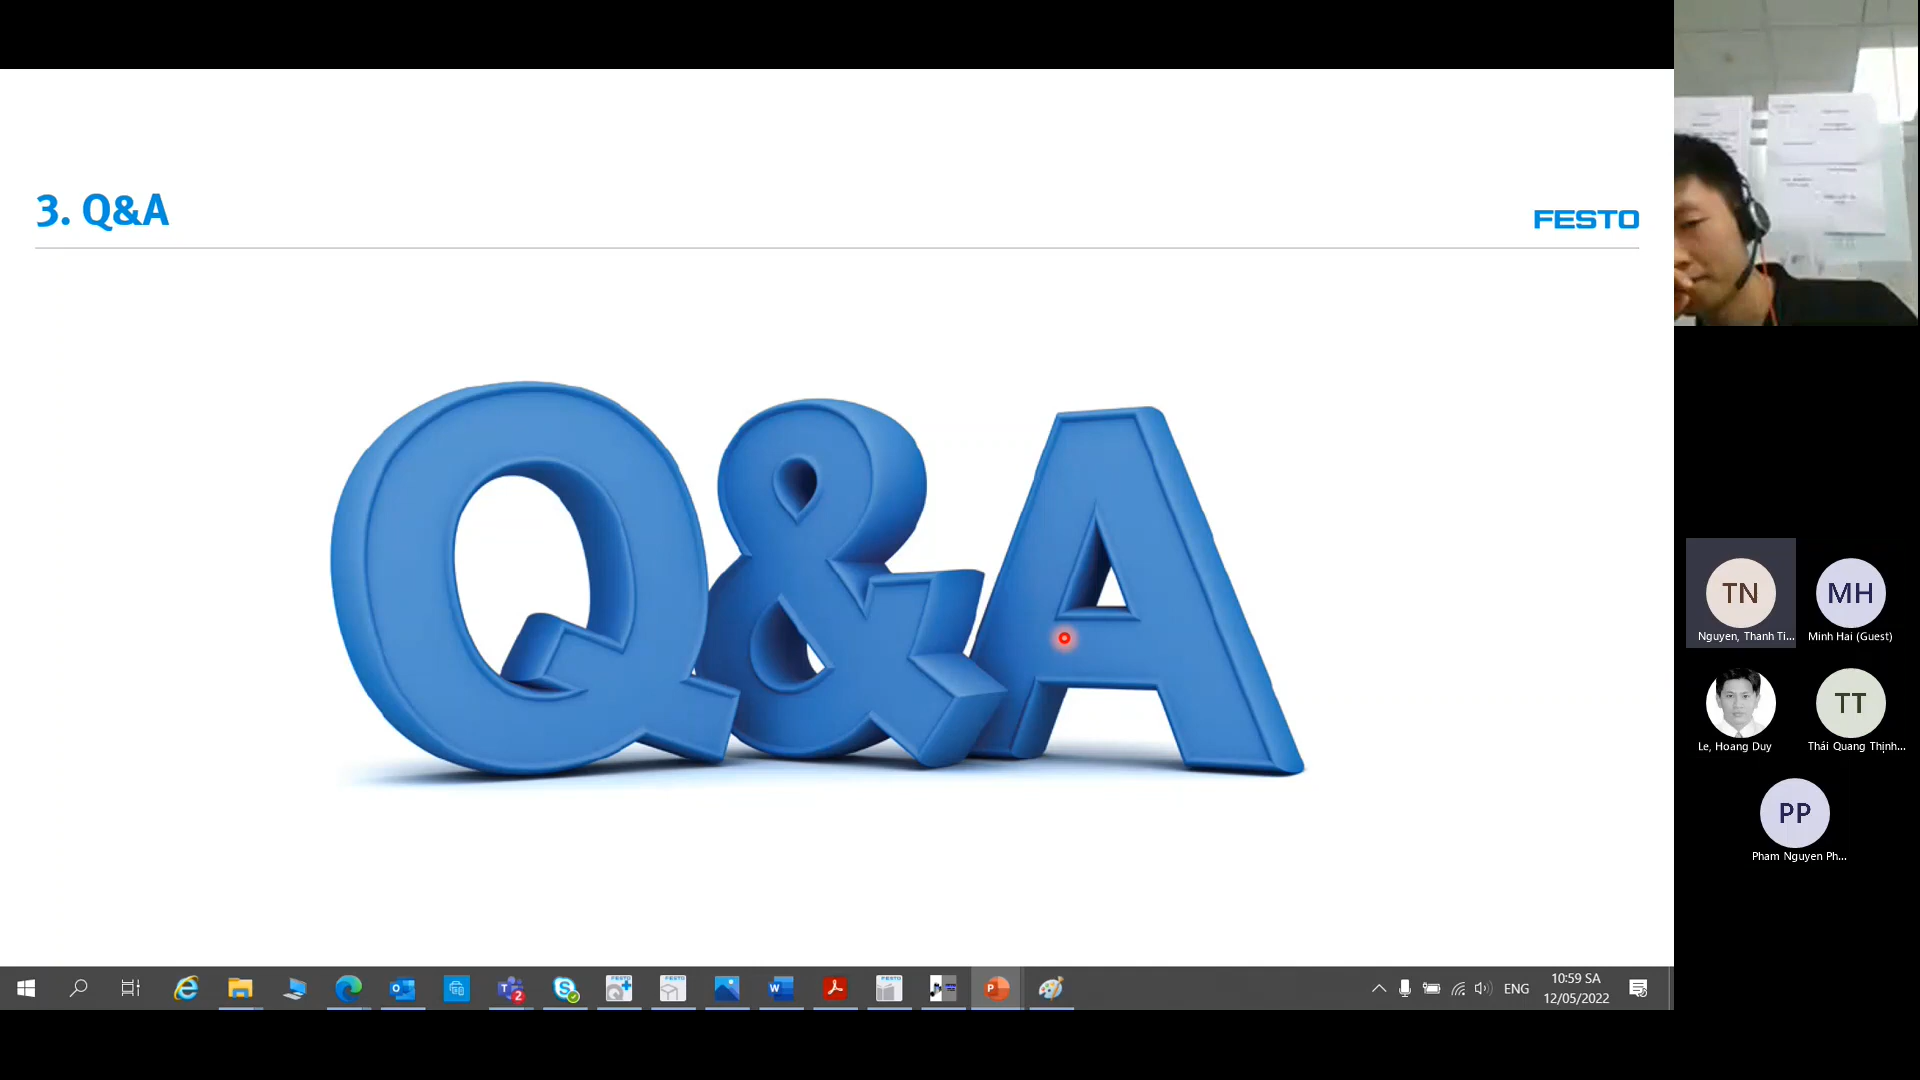 3. Q&A
FESTO
Q&A
TN
Nguyen, Thanh Ti...
MH
Minh Hai (Guest)
Le, Hoang Duy
TT
Thái Quang Thịnh...
PP
Pham Nguyen Ph...
ENG
10:59 SA
12/05/2022